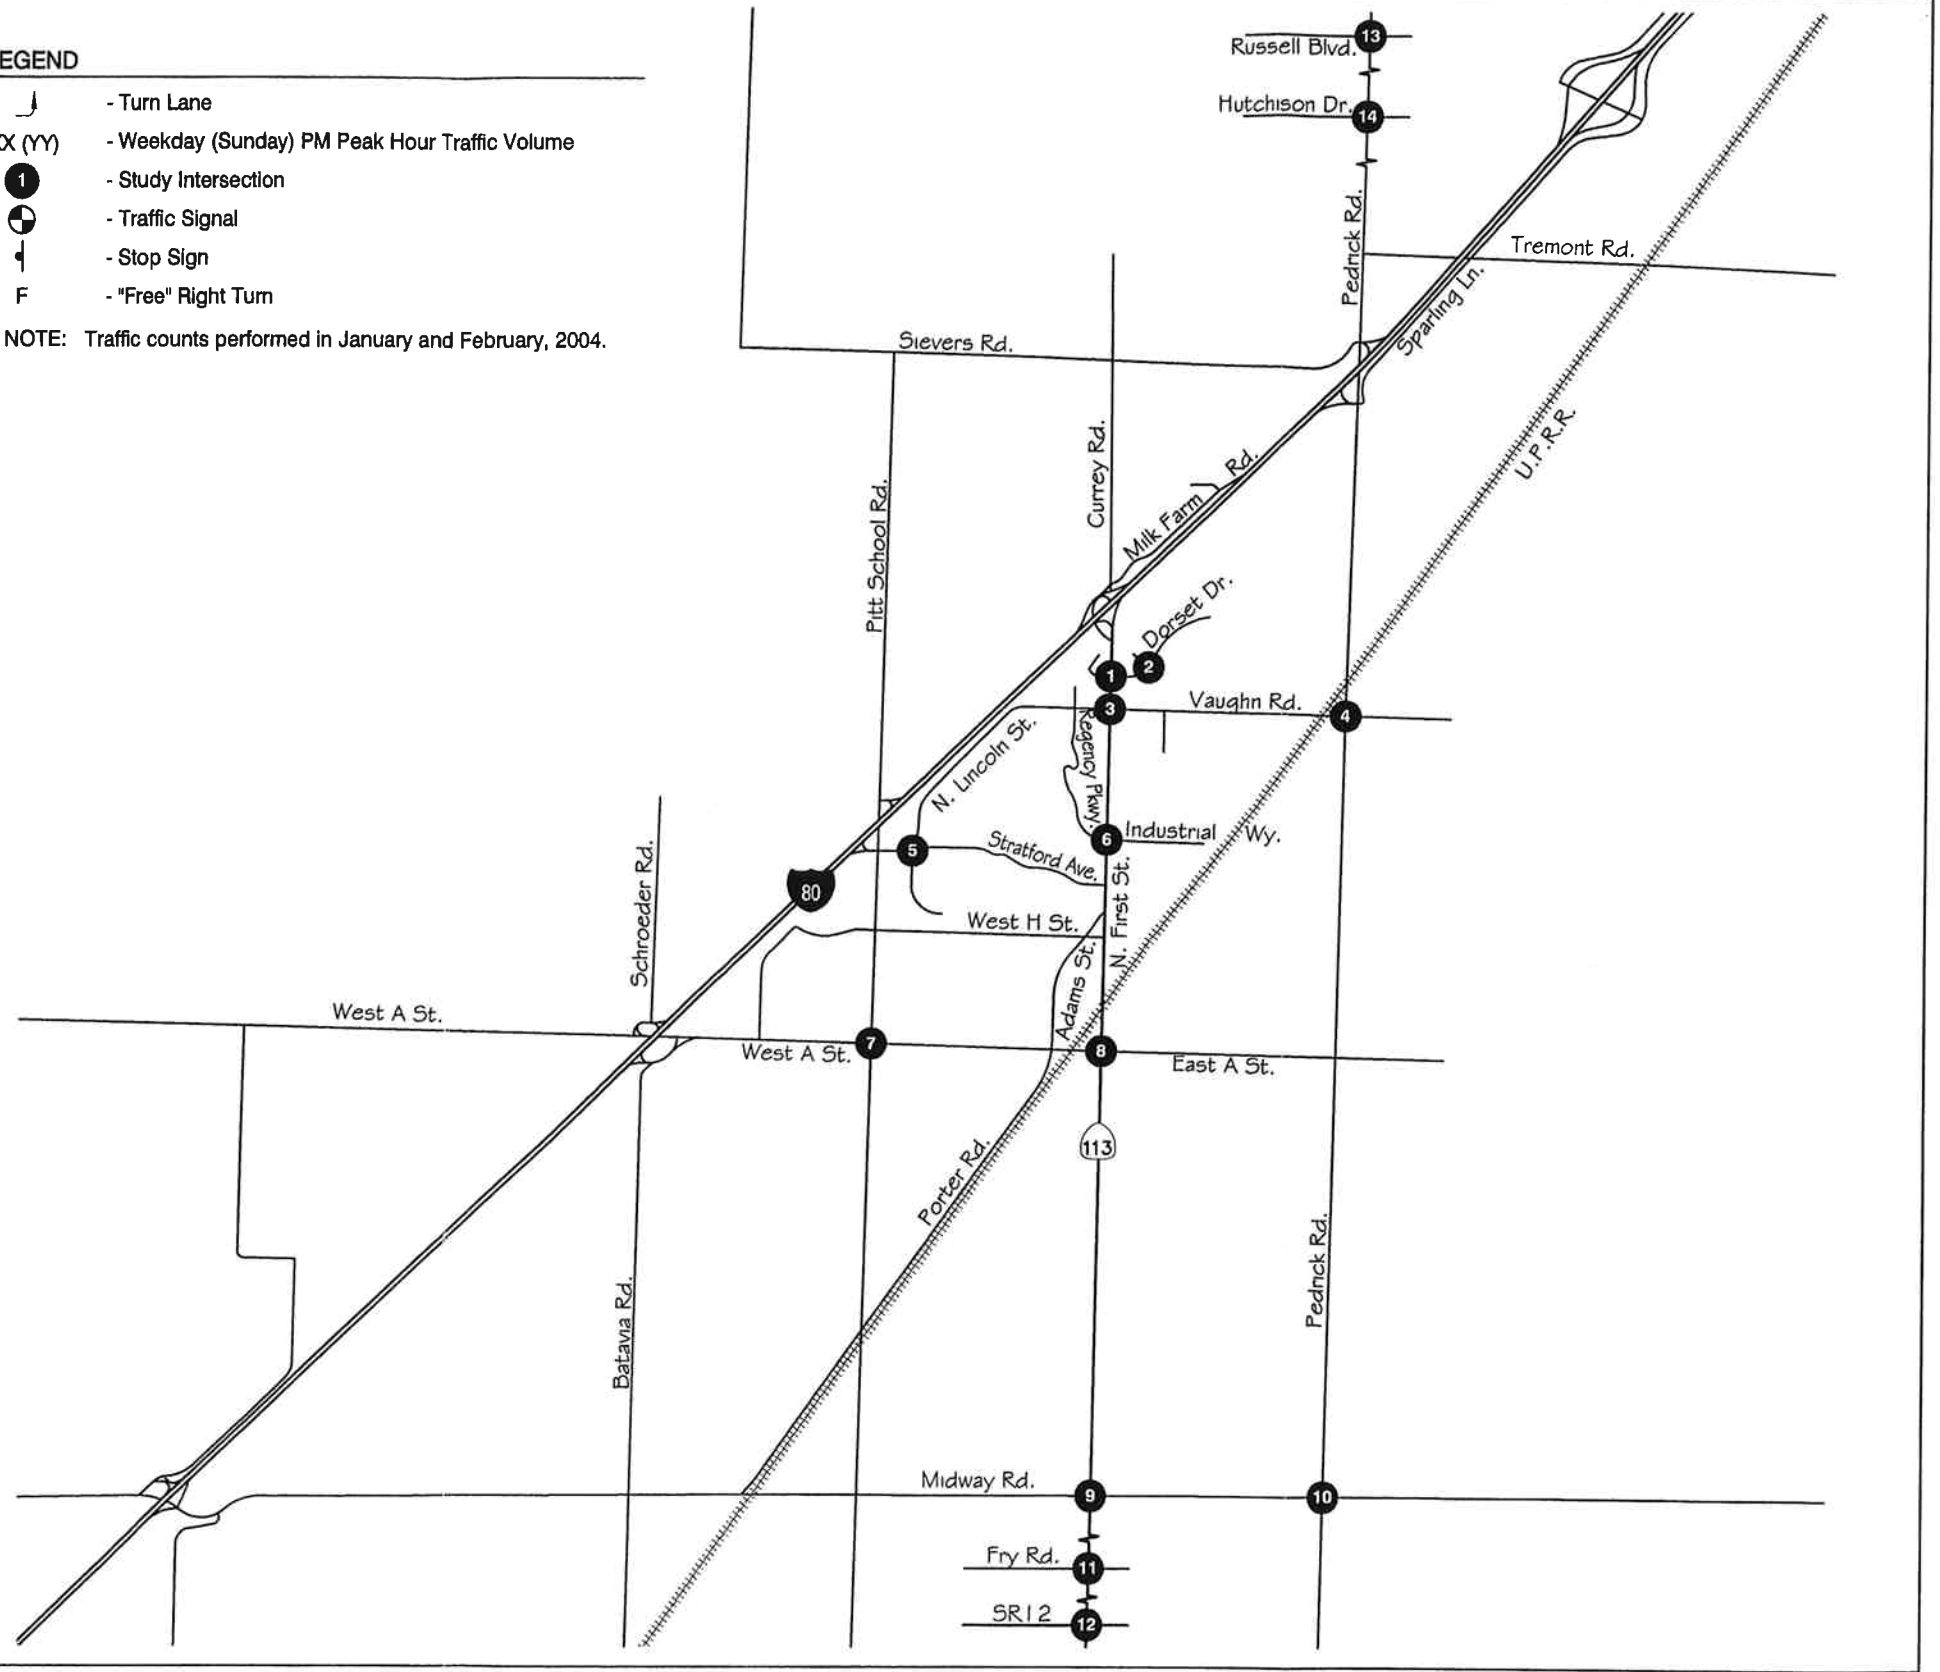 EGEND
- Turn Lane
X (YY) - Weekday (Sunday) PM Peak Hour Traffic Volume
1 - Study Intersection
- Traffic Signal
- Stop Sign
F - "Free" Right Turn
NOTE: Traffic counts performed in January and February, 2004.
Russell Blvd. 13
Hutchison Dr. 14
Pedrick Rd.
Tremont Rd.
Sparling Ln.
Sievers Rd.
U.P.R.R.
Currey Rd.
Milk Farm Rd.
Pitt School Rd.
Dorset Dr.
1
2
3
Vaughn Rd.
4
N. Lincoln St.
Regency Pkwy.
5
Stratford Ave.
6
Industrial Wy.
80
Schroeder Rd.
West H St.
N. First St.
Adams St.
West A St.
West A St.
7
8
East A St.
113
Porter Rd.
Batavia Rd.
Pedrick Rd.
Midway Rd.
9
10
Fry Rd. 11
SR12 12